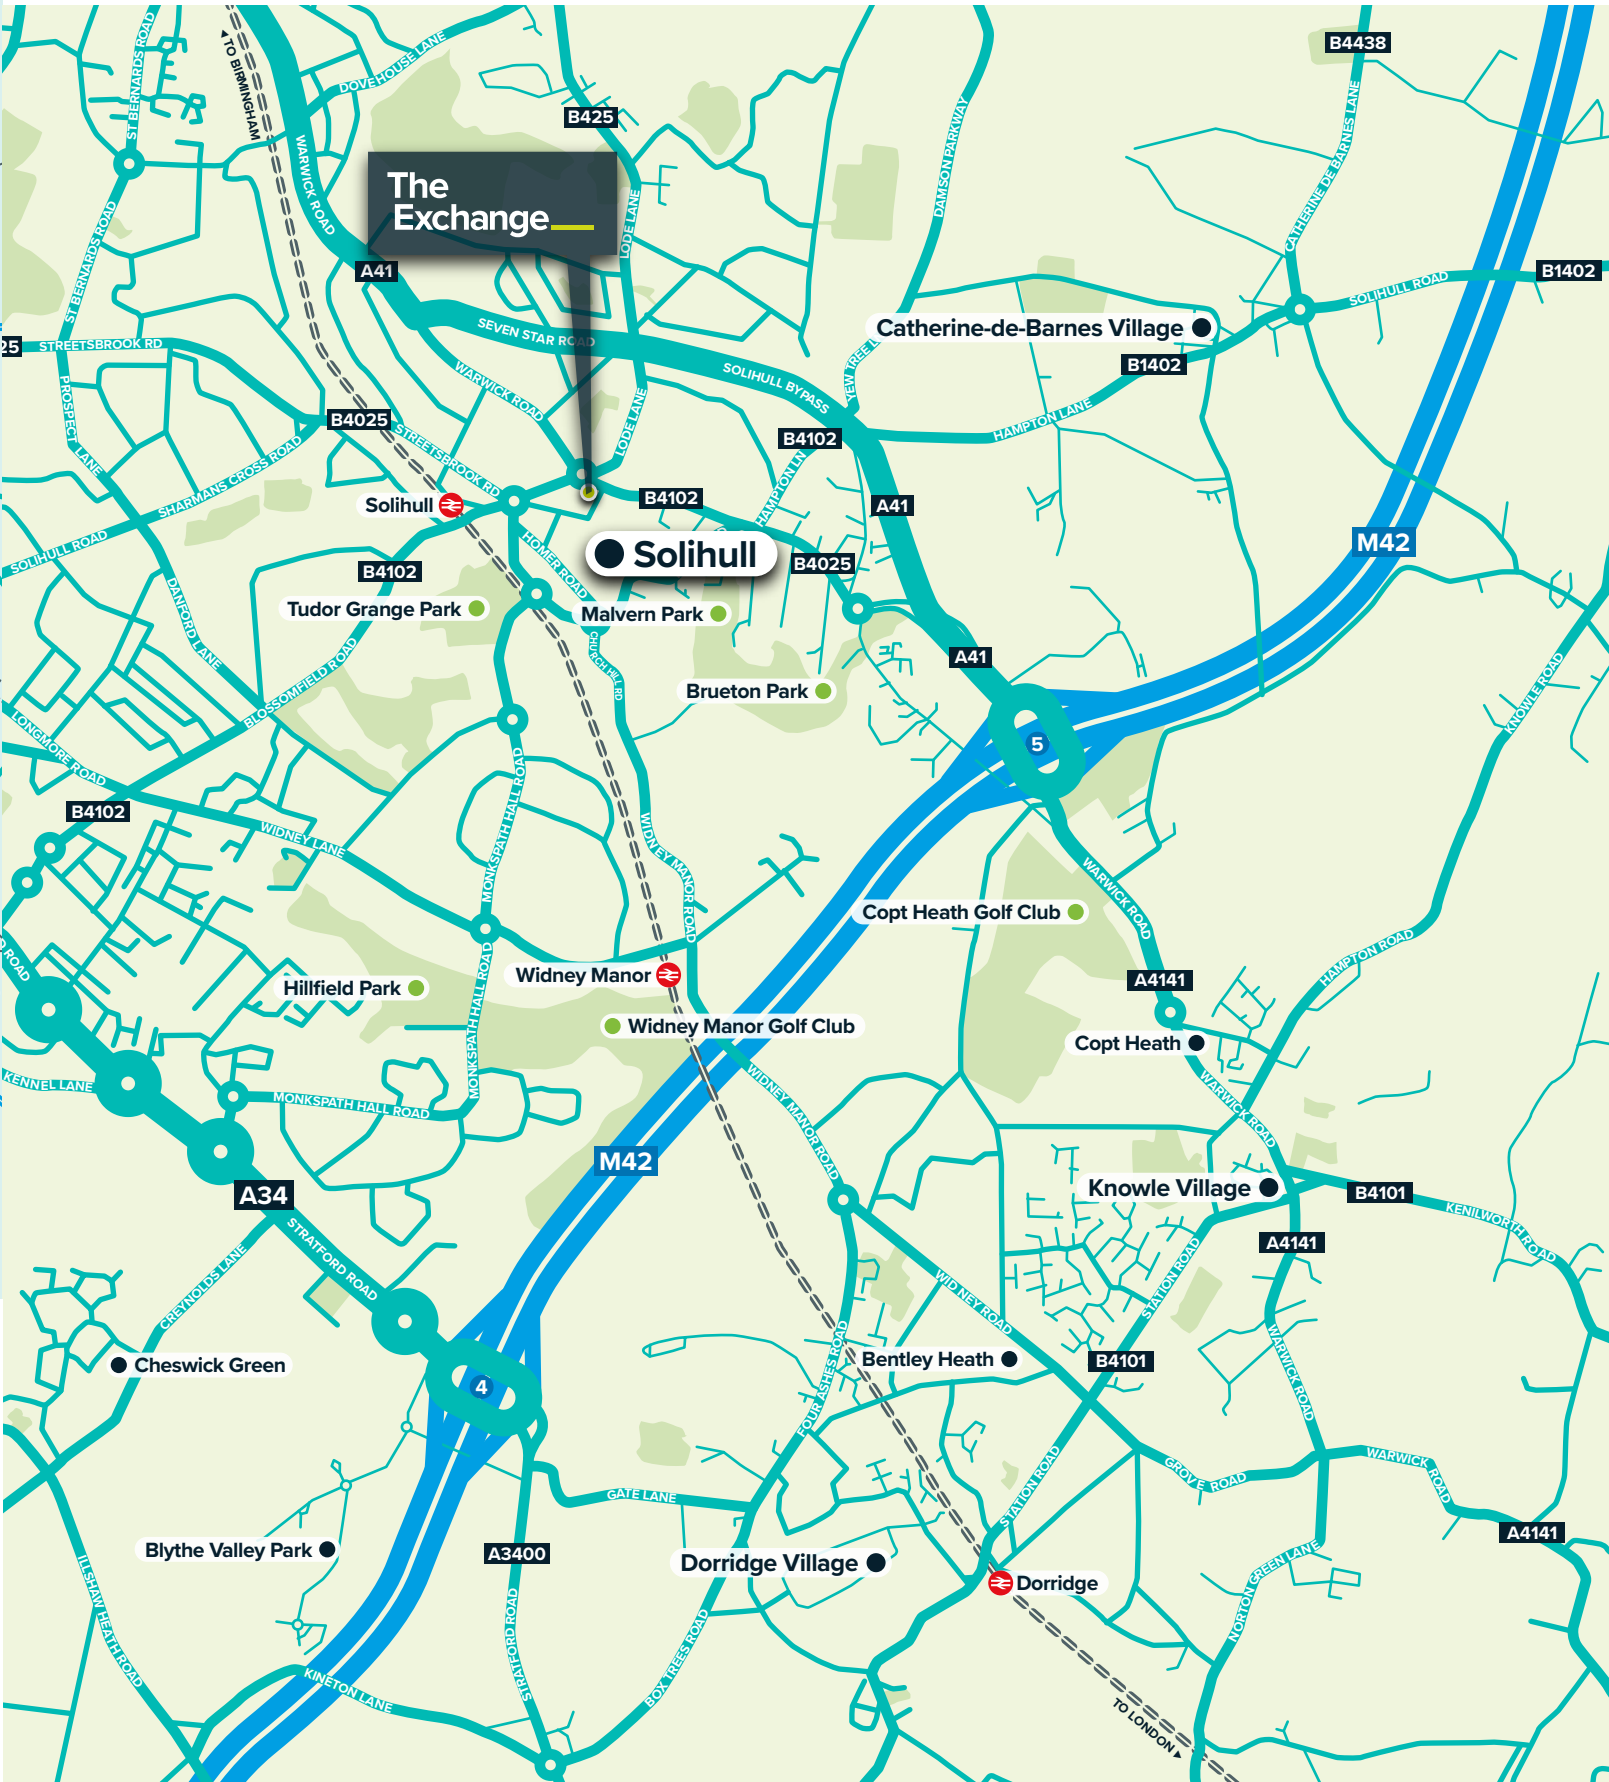 B4438
ST BERNARDS ROAD
TO BIRMINGHAM
DOVEHOUSE LANE
B425
WARWICK ROAD
DAMSON PARKWAY
CATHERINE DE BARNES LANE
The
Exchange
LODE LANE
ST BERNARDS ROAD
A41
SOLIHULL ROAD
B1402
SEVEN STAR ROAD
Catherine-de-Barnes Village
25
STREETSBROOK RD
YEW TREE L
B1402
SOLIHULL BYPASS
WARWICK ROAD
PROSPECT LANE
B4025
LODE LANE
HAMPTON LANE
STREETSBROOK RD
B4102
SHARMANS CROSS ROAD
HAMPTON LN
Solihull
B4102
A41
SOLIHULL ROAD
HOMER ROAD
Solihull
M42
B4102
B4025
DANFORD LANE
Tudor Grange Park
Malvern Park
CHURCH HILL RD
A41
BLOSSOMFIELD ROAD
Brueton Park
KNOWLE ROAD
LONGMORE ROAD
5
B4102
MONKSPATH HALL ROAD
WIDNEY LANE
WIDNEY MANOR ROAD
WARWICK ROAD
Copt Heath Golf Club
D ROAD
HAMPTON ROAD
Widney Manor
A4141
Hillfield Park
MONKSPATH HALL ROAD
Widney Manor Golf Club
Copt Heath
KENNEL LANE
MONKSPATH HALL ROAD
WIDNEY MANOR ROAD
WARWICK ROAD
M42
A34
Knowle Village
B4101
KENILWORTH ROAD
STRATFORD ROAD
A4141
CREYNOLDS LANE
STATION ROAD
WIDNEY ROAD
Cheswick Green
FOUR ASHES ROAD
Bentley Heath
B4101
WARWICK ROAD
4
GROVE ROAD
WARWICK ROAD
STATION ROAD
GATE LANE
A4141
Blythe Valley Park
A3400
Dorridge Village
Dorridge
NORTON GREEN LANE
ILLSHAW HEATH ROAD
STRATFORD ROAD
BOX TREES ROAD
KINETON LANE
TO LONDON